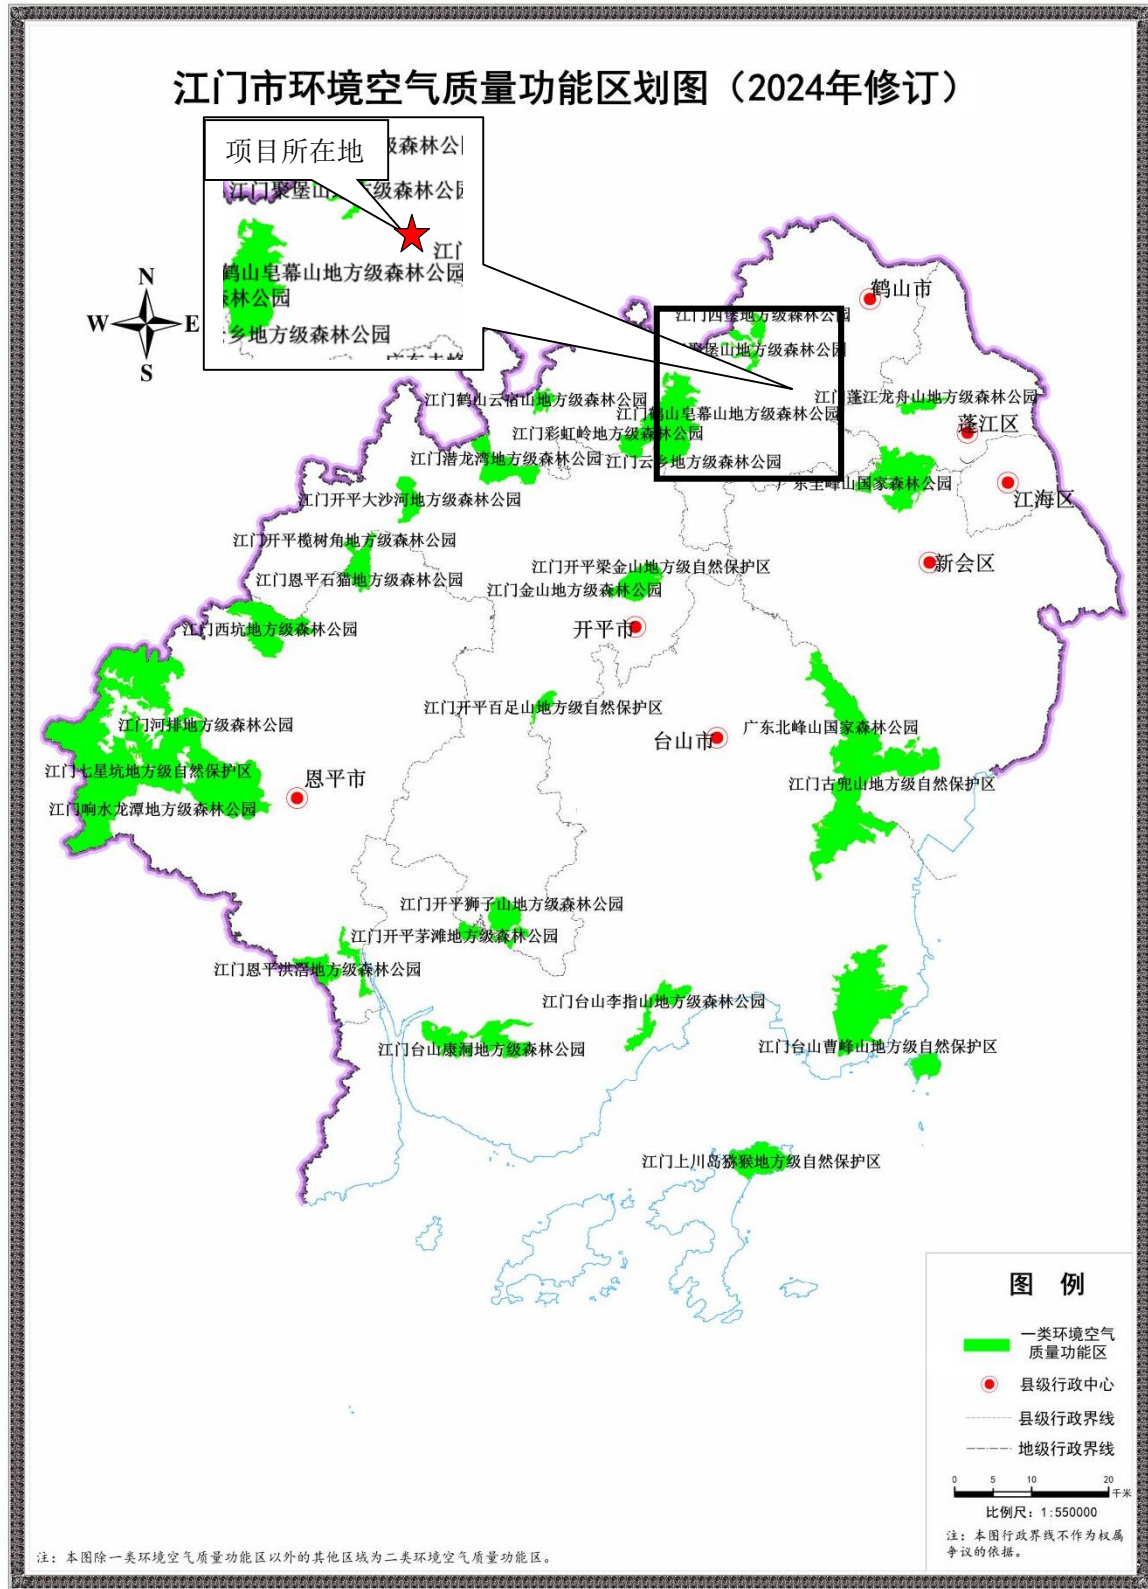 江门市环境空气质量功能区划图（2024年修订）
项目所在地
级森林公
江门聚堡山
方级森林公园
江门
鹤山皂幕山地方级森林公园
森林公园
乡地方级森林公园
N
W
E
S
鹤山市
江门四堡地方级森林公园
聚堡山地方级森林公园
江门蓬江龙舟山地方级森林公园
江门鹤山云宿山地方级森林公园
江门鹤山皂幕山地方级森林公园
蓬江区
江门彩虹岭地方级森林公园
江门潜龙湾地方级森林公园
江门云乡地方级森林公园
广东圭峰山国家森林公园
江海区
江门开平大沙河地方级森林公园
江门开平榄树角地方级森林公园
新会区
江门开平梁金山地方级自然保护区
江门恩平石猫地方级森林公园
江门金山地方级森林公园
江门西坑地方级森林公园
开平市
江门开平百足山地方级自然保护区
江门河排地方级森林公园
广东北峰山国家森林公园
台山市
江门七星坑地方级自然保护区
恩平市
江门古兜山地方级自然保护区
江门响水龙潭地方级森林公园
江门开平狮子山地方级森林公园
江门开平茅滩地方级森林公园
江门恩平洪滘地方级森林公园
江门台山李指山地方级森林公园
江门台山康洞地方级森林公园
江门台山曹峰山地方级自然保护区
江门上川岛猕猴地方级自然保护区
图 例
一类环境空气
质量功能区
县级行政中心
县级行政界线
地级行政界线
0 5 10 20
千米
比例尺：1:550000
注：本图行政界线不作为权属
争议的依据。
注：本图除一类环境空气质量功能区以外的其他区域为二类环境空气质量功能区。